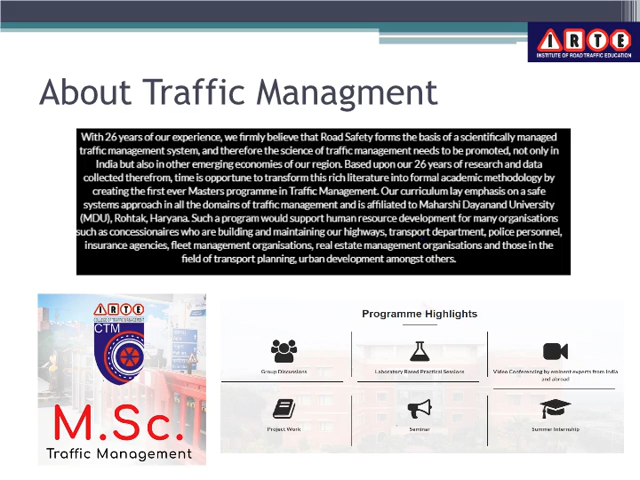 IRTE
INSTITUTE OF ROAD TRAFFIC EDUCATION
About Traffic Managment
With 26 years of our experience, we firmly believe that Road Safety forms the basis of a scientifically managed
traffic management system, and therefore the science of traffic management needs to be promoted, not only in
India but also in other emerging economies of our region. Based upon our 26 years of research and data
collected therefrom, time is opportune to transform this rich literature into formal academic methodology by
creating the first ever Masters programme in Traffic Management. Our curriculum lay emphasis on a safe
systems approach in all the domains of traffic management and is affiliated to Maharshi Dayanand University
(MDU), Rohtak, Haryana. Such a program would support human resource development for many organisations
such as concessionaires who are building and maintaining our highways, transport department, police personnel,
insurance agencies, fleet management organisations, real estate management organisations and those in the
field of transport planning, urban development amongst others.
IRTE
COLLEGE OF TRAFFIC MANAGEMENT
CTM
M.Sc.
Traffic Management
Programme Highlights
Group Discussions
Laboratory Based Practical Sessions
Video Conferencing by eminent experts from India
and abroad
Project Work
Seminar
Summer Internship